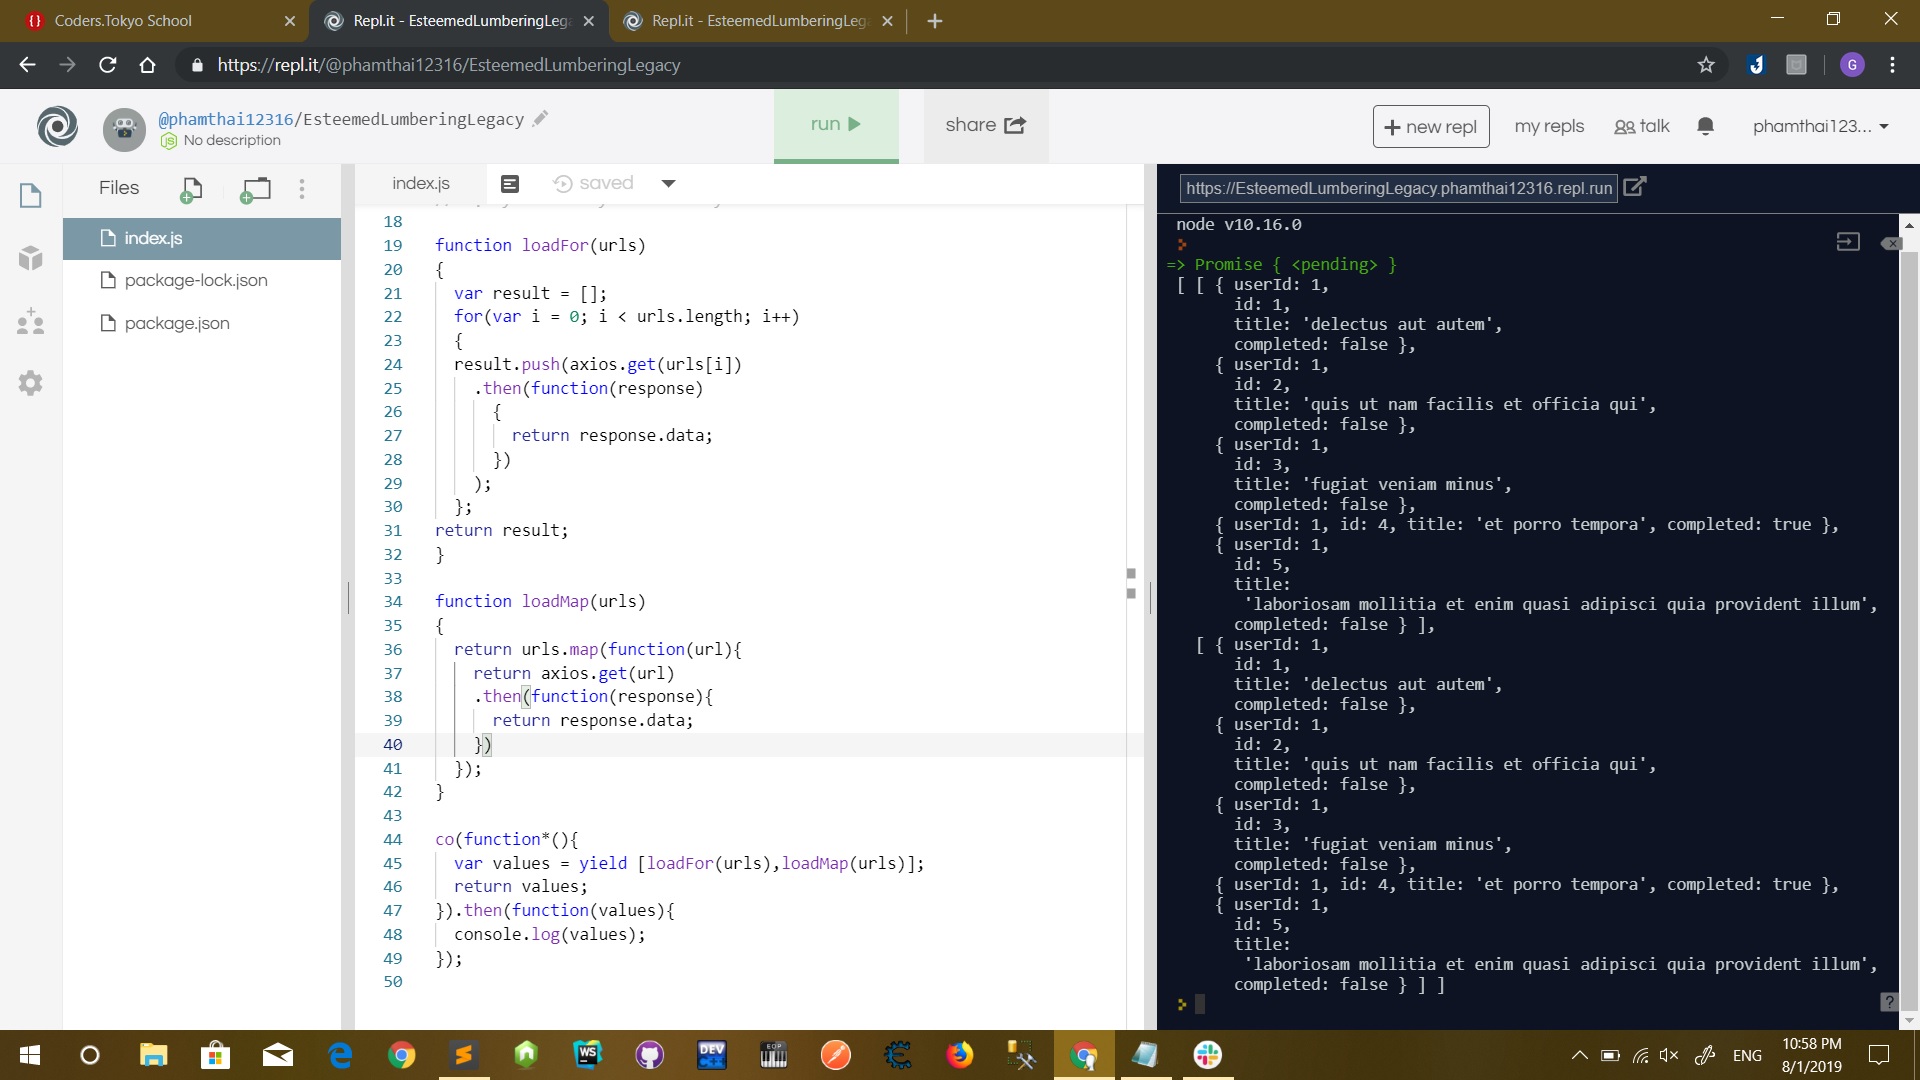 Coders.Tokyo School
Repl.it - EsteemedLumberingLega
Repl.it - EsteemedLumberingLega
https://repl.it/@phamthai12316/EsteemedLumberingLegacy
G
@phamthai12316/EsteemedLumberingLegacy
No description
run
share
+ new repl
my repls
talk
phamthai123...
Files
index.js
package-lock.json
package.json
index.js
saved
18
19 function loadFor(urls)
20 {
21 var result = [];
22 for(var i = 0; i < urls.length; i++)
23 {
24 result.push(axios.get(urls[i])
25 .then(function(response)
26 {
27 return response.data;
28 })
29 );
30 };
31 return result;
32 }
33
34 function loadMap(urls)
35 {
36 return urls.map(function(url){
37 return axios.get(url)
38 .then(function(response){
39 return response.data;
40 })
41 });
42 }
43
44 co(function*(){
45 var values = yield [loadFor(urls),loadMap(urls)];
46 return values;
47 }).then(function(values){
48 console.log(values);
49 });
50
https://EsteemedLumberingLegacy.phamthai12316.repl.run
node v10.16.0
=> Promise { <pending> }
[ [ { userId: 1,
id: 1,
title: 'delectus aut autem',
completed: false },
{ userId: 1,
id: 2,
title: 'quis ut nam facilis et officia qui',
completed: false },
{ userId: 1,
id: 3,
title: 'fugiat veniam minus',
completed: false },
{ userId: 1, id: 4, title: 'et porro tempora', completed: true },
{ userId: 1,
id: 5,
title:
'laboriosam mollitia et enim quasi adipisci quia provident illum',
completed: false } ],
[ { userId: 1,
id: 1,
title: 'delectus aut autem',
completed: false },
{ userId: 1,
id: 2,
title: 'quis ut nam facilis et officia qui',
completed: false },
{ userId: 1,
id: 3,
title: 'fugiat veniam minus',
completed: false },
{ userId: 1, id: 4, title: 'et porro tempora', completed: true },
{ userId: 1,
id: 5,
title:
'laboriosam mollitia et enim quasi adipisci quia provident illum',
completed: false } ] ]
?
WS
DEV
EOP
ENG
10:58 PM
8/1/2019